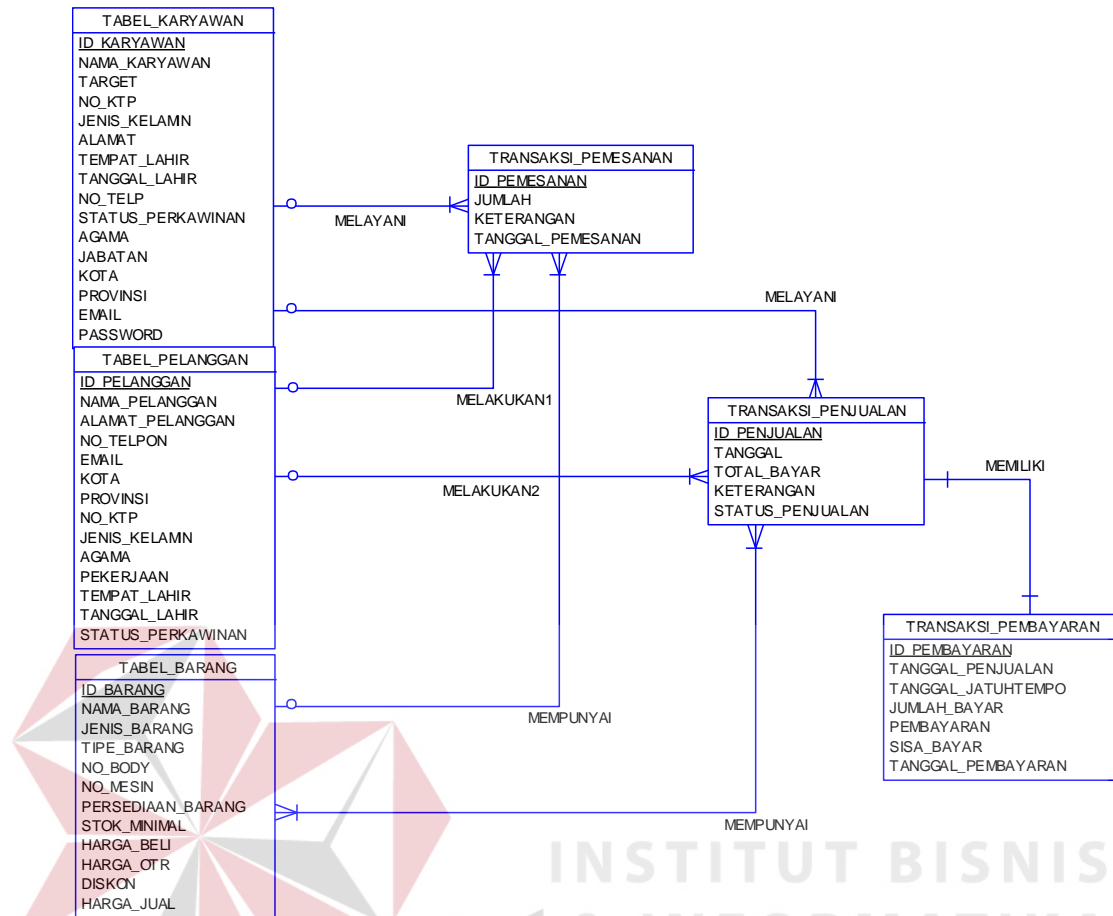 TABEL_KARYAWAN
ID_KARYAWAN
NAMA_KARYAWAN
TARGET
NO_KTP
JENIS_KELAMIN
ALAMAT
TEMPAT_LAHIR
TANGGAL_LAHIR
NO_TELP
STATUS_PERKAWINAN
AGAMA
JABATAN
KOTA
PROVINSI
EMAIL
PASSWORD
TRANSAKSI_PEMESANAN
ID_PEMESANAN
JUMLAH
KETERANGAN
TANGGAL_PEMESANAN
MELAYANI
MELAYANI
TABEL_PELANGGAN
ID_PELANGGAN
NAMA_PELANGGAN
ALAMAT_PELANGGAN
NO_TELPON
EMAIL
KOTA
PROVINSI
NO_KTP
JENIS_KELAMIN
AGAMA
PEKERJAAN
TEMPAT_LAHIR
TANGGAL_LAHIR
STATUS_PERKAWINAN
MELAKUKAN1
MELAKUKAN2
TRANSAKSI_PENJUALAN
ID_PENJUALAN
TANGGAL
TOTAL_BAYAR
KETERANGAN
STATUS_PENJUALAN
MEMILIKI
TRANSAKSI_PEMBAYARAN
ID_PEMBAYARAN
TANGGAL_PENJUALAN
TANGGAL_JATUHTEMPO
JUMLAH_BAYAR
PEMBAYARAN
SISA_BAYAR
TANGGAL_PEMBAYARAN
TABEL_BARANG
ID_BARANG
NAMA_BARANG
JENIS_BARANG
TIPE_BARANG
NO_BODY
NO_MESIN
PERSEDIAAN_BARANG
STOK_MINIMAL
HARGA_BELI
HARGA_OTR
DISKON
HARGA_JUAL
MEMPUNYAI
MEMPUNYAI
INSTITUT BISNIS